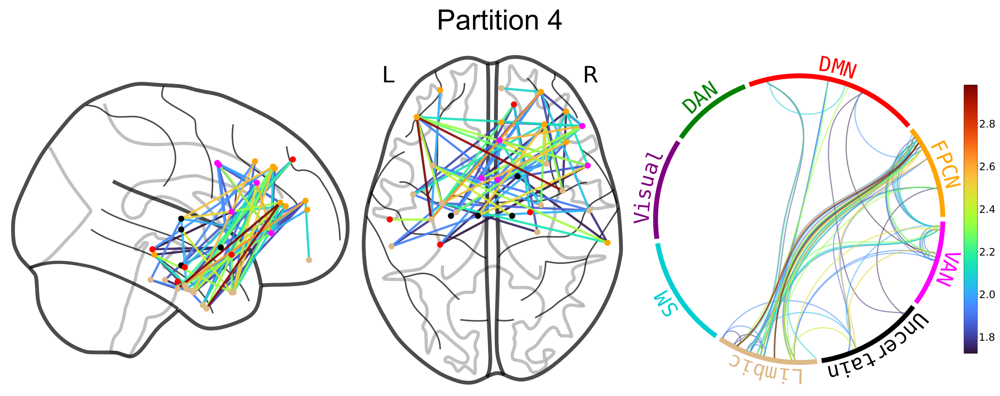 Partition 4
L
R
DMN
DAN
FPCN
Visual
VAN
SM
Uncertain
Limbic
2.8
2.6
2.4
2.2
2.0
1.8